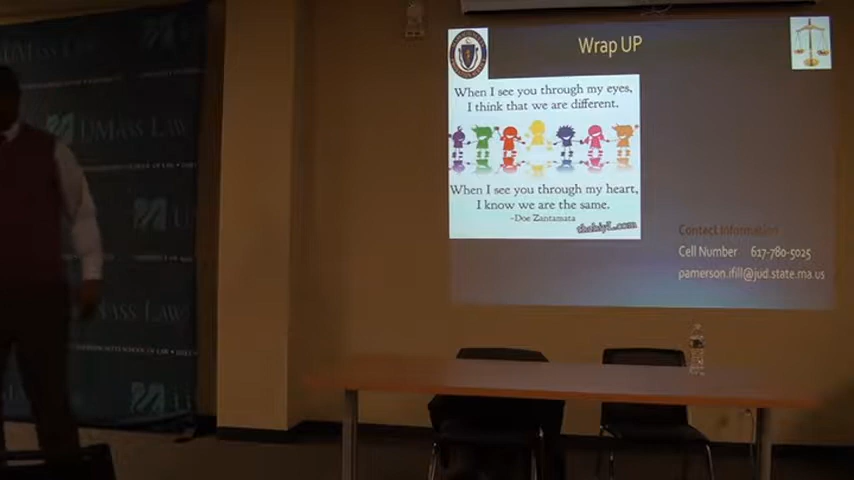 UMass Law
UMASS LAW
Wrap UP
When I see you through my eyes,
I think that we are different.
When I see you through my heart,
I know we are the same.
~Doe Zantamata
Contact Information
Cell Number 617-780-5025
pamerson.ifill@jud.state.ma.us